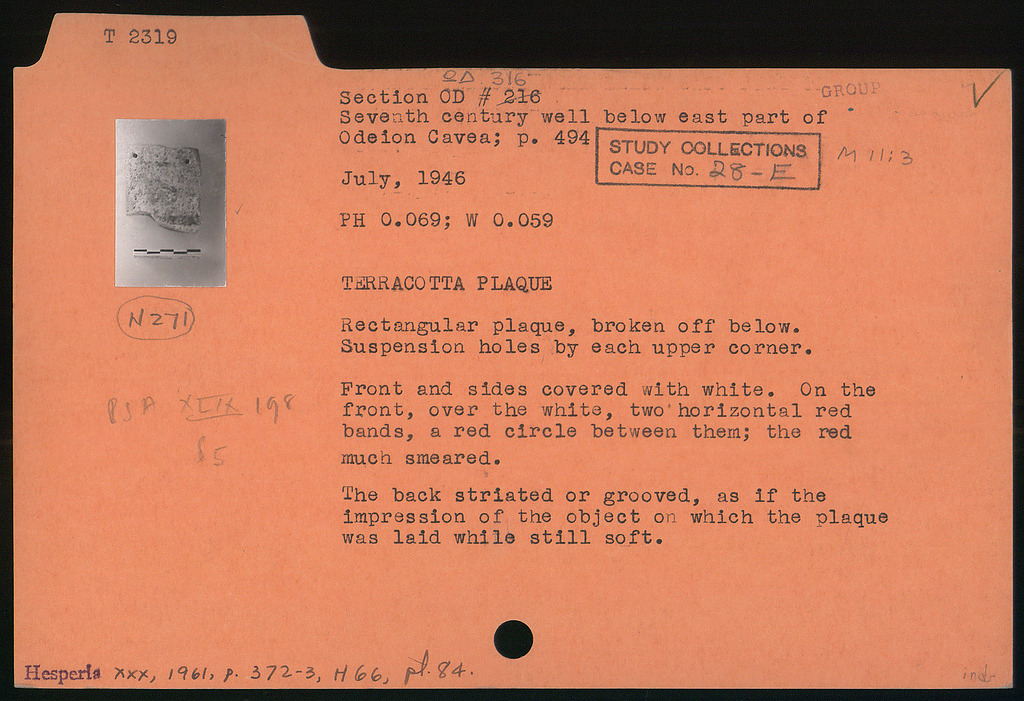 T 2319
OΔ 316
Section OD # 216
GROUP
Seventh century well below east part of
Odeion Cavea; p. 494
STUDY COLLECTIONS
CASE No. 28-E
M 11:3
July, 1946
PH 0.069; W 0.059
TERRACOTTA PLAQUE
N271
Rectangular plaque, broken off below.
Suspension holes by each upper corner.
Front and sides covered with white. On the
front, over the white, two horizontal red
bands, a red circle between them; the red
much smeared.
198
The back striated or grooved, as if the
impression of the object on which the plaque
was laid while still soft.
Hesperia XXX, 1961, p. 372-3, H66, pl. 84.